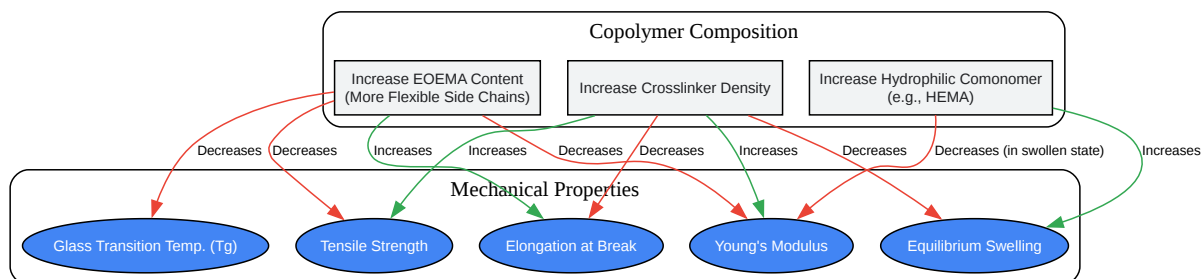 Copolymer Composition
Increase EOEMA Content
(More Flexible Side Chains)
Increase Crosslinker Density
Increase Hydrophilic Comonomer
(e.g., HEMA)
Decreases
Decreases
Increases
Increases
Decreases
Decreases
Increases
Decreases
Decreases (in swollen state)
Increases
Mechanical Properties
Glass Transition Temp. (Tg)
Tensile Strength
Elongation at Break
Young's Modulus
Equilibrium Swelling